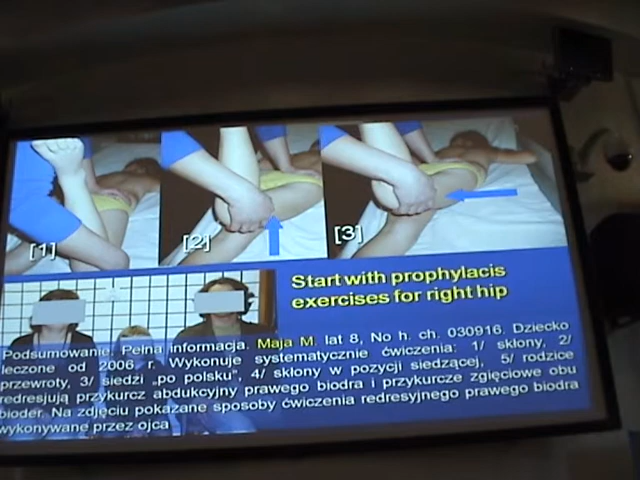 [1] [2] [3]
Start with prophylacis
exercises for right hip
Podsumowanie. Pełna informacja. Maja M. lat 8, No h. ch. 030916. Dziecko
leczone od 2006 r. Wykonuje systematycznie ćwiczenia: 1/ skłony, 2/
przewroty, 3/ siedzi „po polsku”, 4/ skłony w pozycji siedzącej, 5/ rodzice
redresjują przykurcz abdukcyjny prawego biodra i przykurcze zgięciowe obu
bioder. Na zdjęciu pokazane sposoby ćwiczenia redresyjnego prawego biodra
wykonywane przez ojca